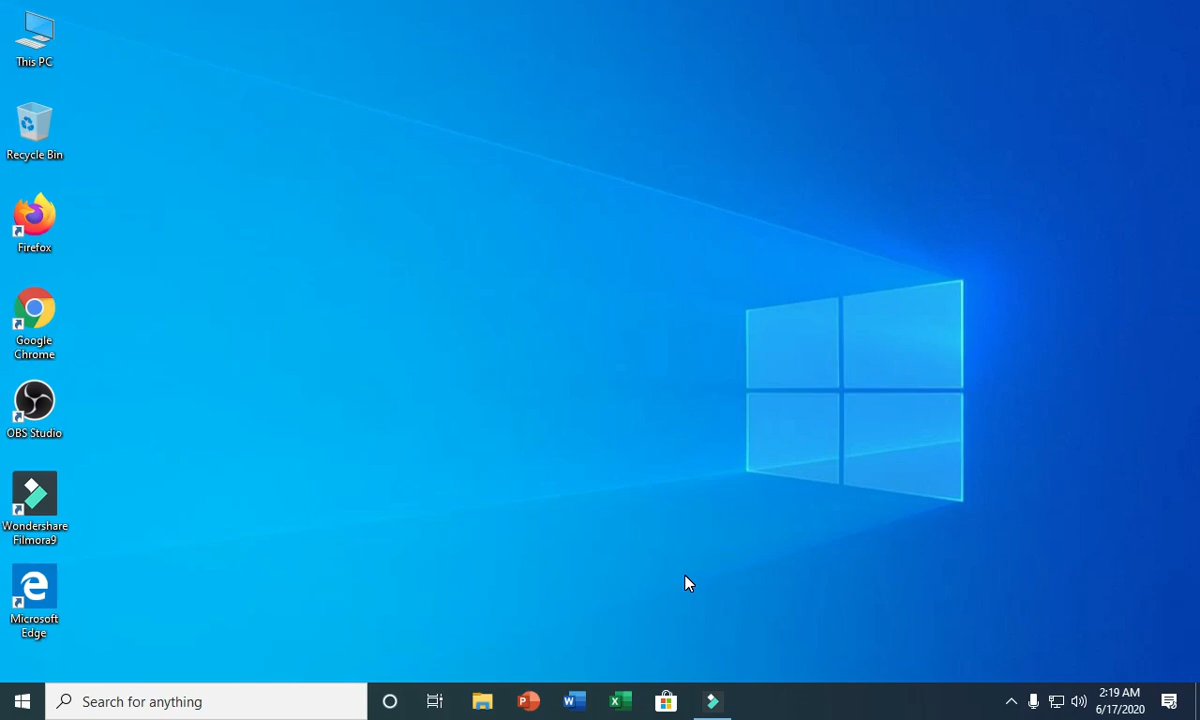 This PC
Recycle Bin
Firefox
Google
Chrome
OBS Studio
Wondershare
Filmora9
Microsoft
Edge
Search for anything
2:19 AM
6/17/2020